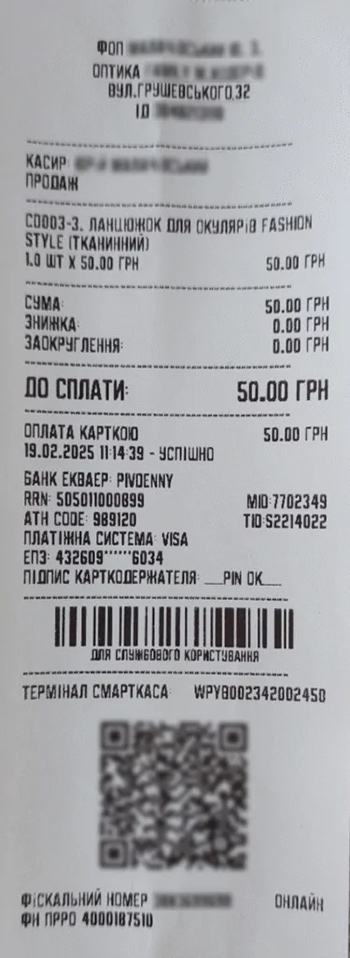 ФОП
ОПТИКА
ВУЛ.ГРУШЕВСЬКОГО,32
ІД
КАСИР:
ПРОДАЖ
C0003-3. ЛАНЦЮЖОК ДЛЯ ОКУЛЯРіВ FASHION
STYLE (ТКАНИННИЙ)
1.0 ШТ X 50.00 ГРН 50.00 ГРН
СУМА: 50.00 ГРН
ЗНИЖКА: 0.00 ГРН
ЗАОКРУГЛЕННЯ: 0.00 ГРН
ДО СПЛАТИ: 50.00 ГРН
ОПЛАТА КАРТКОЮ 50.00 ГРН
19.02.2025 11:14:39 - УСПІШНО
БАНК ЕКВАЄР: PIVDENNY
RRN: 505011000899 MID:7702349
ATH CODE: 989120 TID:S2214022
ПЛАТІЖНА СИСТЕМА: VISA
ЕПЗ: 432609******6034
ПІДПИС КАРТКОДЕРЖАТЕЛЯ: __PIN OK__
ДЛЯ СЛУЖБОВОГО КОРИСТУВАННЯ
ТЕРМІНАЛ СМАРТКАСА: WPYB002342002450
ФіСКАЛЬНИЙ НОМЕР ОНЛАЙН
ФН ПРРО 4000187510